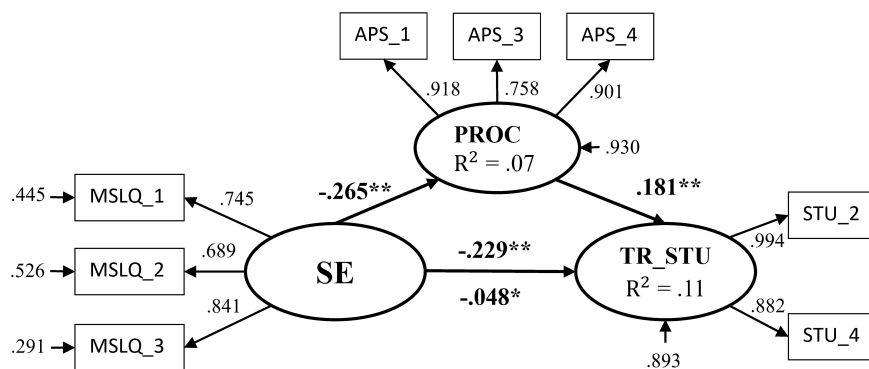 APS_1
APS_3
APS_4
.918
.758
.901
PROC
R² = .07
.930
-.265**
.181**
.445
MSLQ_1
.745
.526
MSLQ_2
.689
.291
MSLQ_3
.841
SE
-.229**
-.048*
TR_STU
R² = .11
.893
STU_2
.994
STU_4
.882